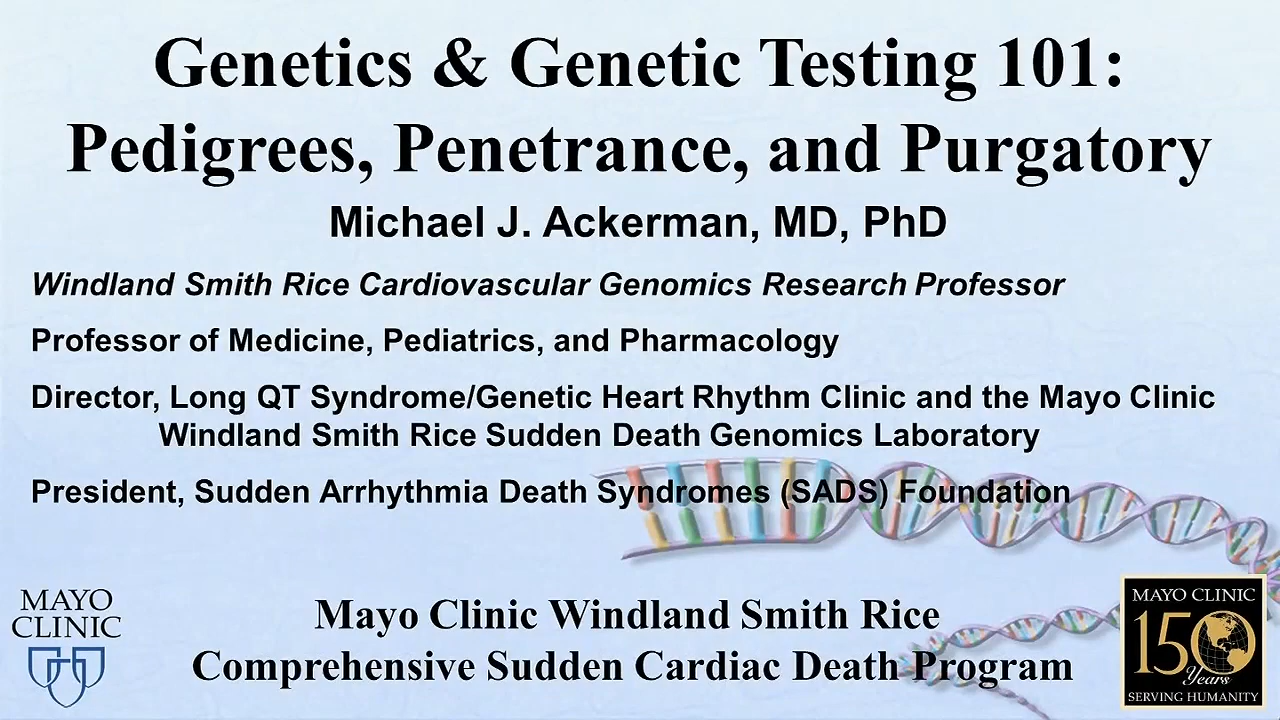 Genetics & Genetic Testing 101:
Pedigrees, Penetrance, and Purgatory
Michael J. Ackerman, MD, PhD
Windland Smith Rice Cardiovascular Genomics Research Professor
Professor of Medicine, Pediatrics, and Pharmacology
Director, Long QT Syndrome/Genetic Heart Rhythm Clinic and the Mayo Clinic
Windland Smith Rice Sudden Death Genomics Laboratory
President, Sudden Arrhythmia Death Syndromes (SADS) Foundation
MAYO
CLINIC
Mayo Clinic Windland Smith Rice
Comprehensive Sudden Cardiac Death Program
MAYO CLINIC
150
Years
SERVING HUMANITY